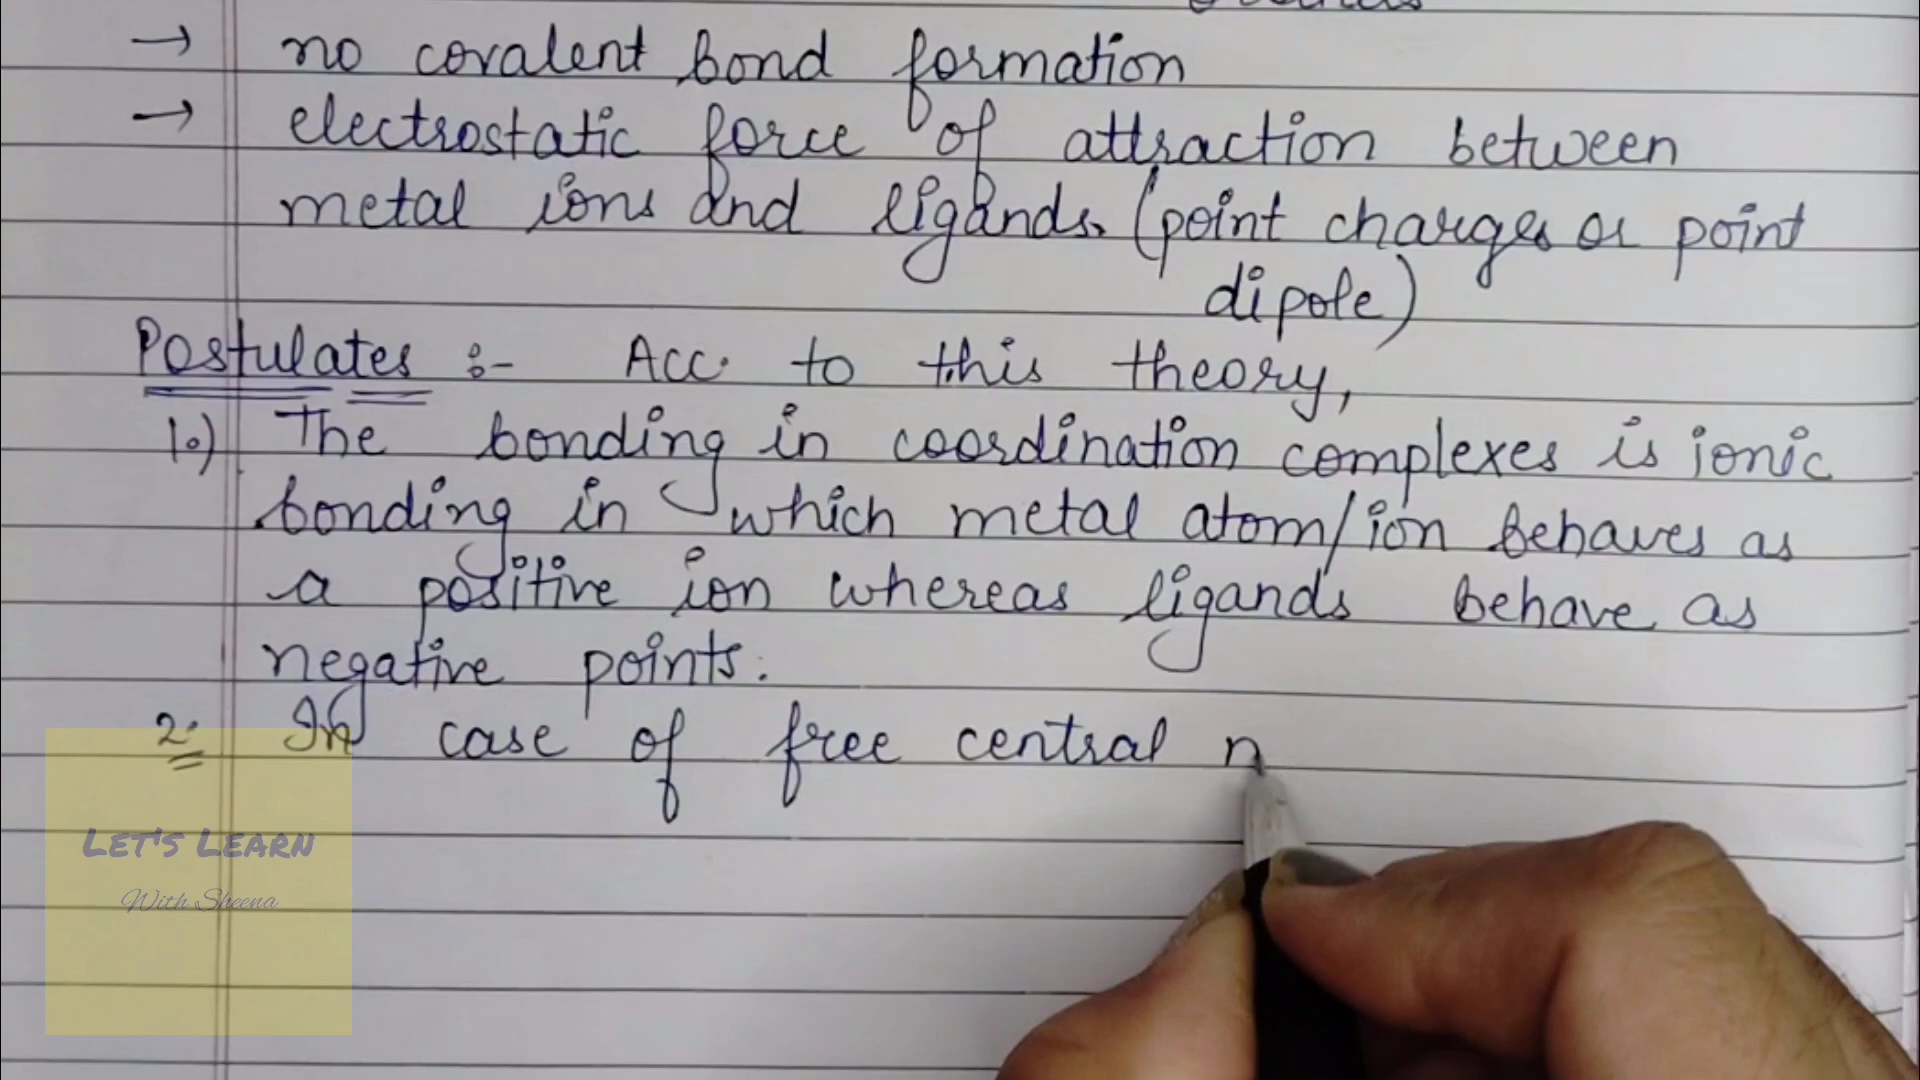 → no covalent bond formation
→ electrostatic force of attraction between
metal ions and ligands. (point charges or point
dipole)
Postulates :- Acc. to this theory,
1.) The bonding in coordination complexes is ionic
bonding in which metal atom/ion behaves as
a positive ion whereas ligands behave as
negative points.
2. In case of free central
LET'S LEARN
With Sheena